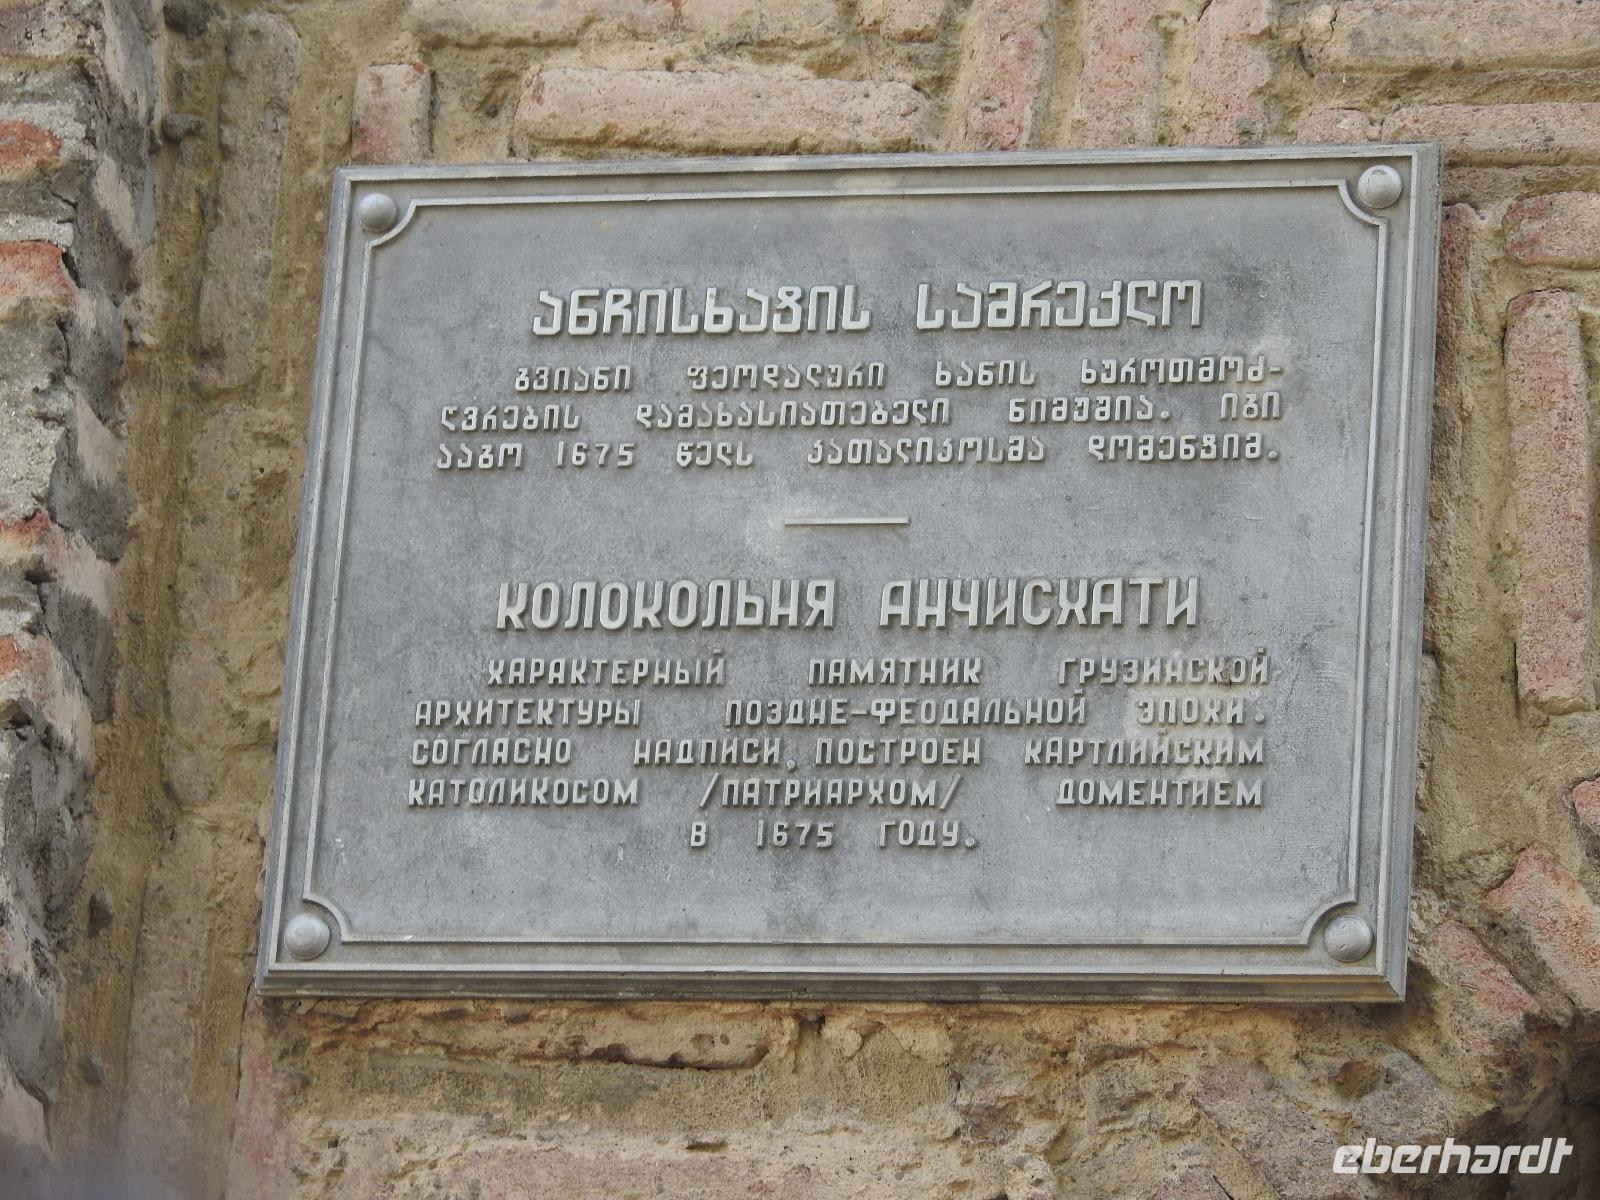 ანჩისხატის სამრეკლო
გვიანი ფეოდალური ხანის ხუროთმოძ-
ღვრების დამახასიათებელი ნიმუშია. იგი
ააგო 1675 წელს კათალიკოსმა დომენტიმ.
КОЛОКОЛЬНЯ АНЧИСХАТИ
ХАРАКТЕРНЫЙ ПАМЯТНИК ГРУЗИНСКОЙ
АРХИТЕКТУРЫ ПОЗДНЕ-ФЕОДАЛЬНОЙ ЭПОХИ.
СОГЛАСНО НАДПИСИ, ПОСТРОЕН КАРТЛИЙСКИМ
КАТОЛИКОСОМ /ПАТРИАРХОМ/ ДОМЕНТИЕМ
В 1675 ГОДУ.
eberhardt